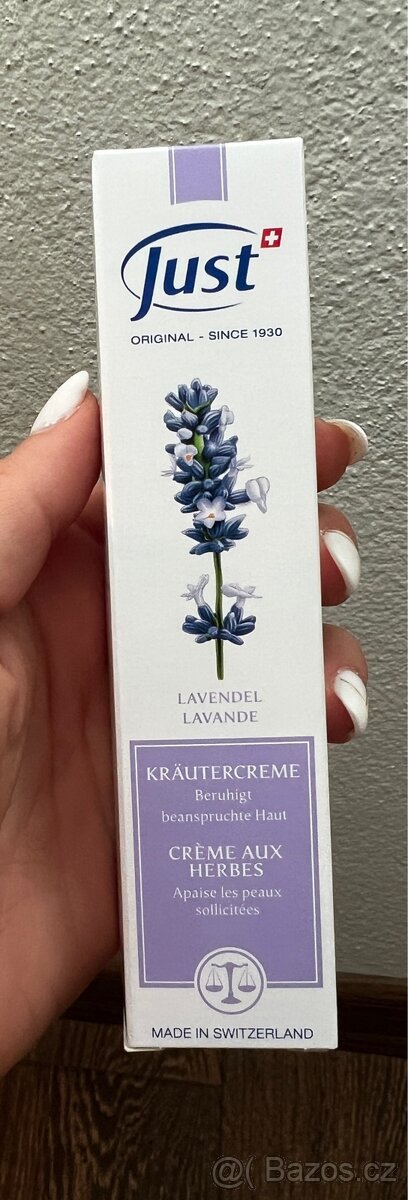 Just
ORIGINAL - SINCE 1930
LAVENDEL
LAVANDE
KRÄUTERCREME
Beruhigt
beanspruchte Haut
CRÈME AUX
HERBES
Apaise les peaux
sollicitées
MADE IN SWITZERLAND
@( Bazos.cz